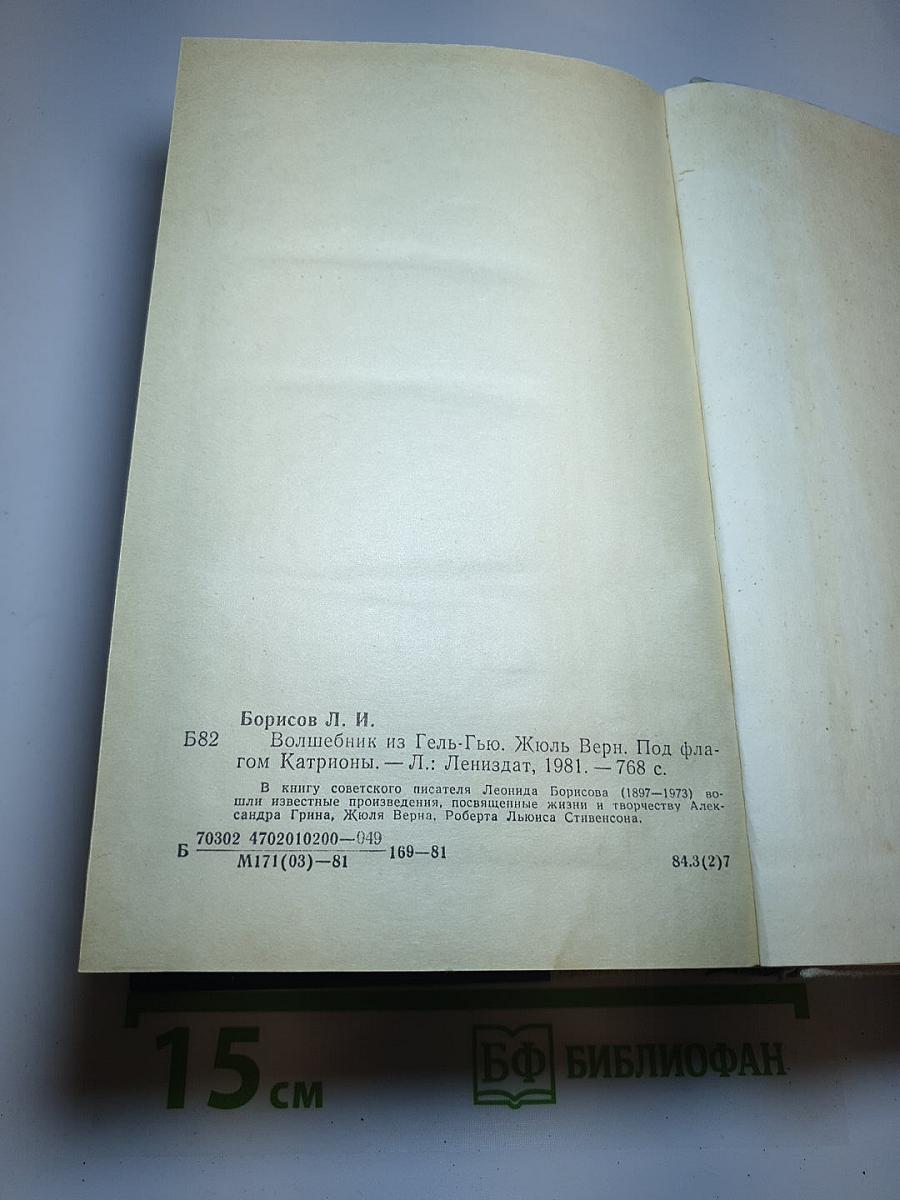 Борисов Л. И.
Б82 Волшебник из Гель-Гью. Жюль Верн. Под фла-
гом Катрионы. — Л.: Лениздат, 1981. — 768 с.
В книгу советского писателя Леонида Борисова (1897—1973) во-
шли известные произведения, посвященные жизни и творчеству Алек-
сандра Грина, Жюля Верна, Роберта Льюиса Стивенсона.
70302 4702010200—049
Б 169—81
М171(03)—81 84.3(2)7
15 см БФ БИБЛИОФАН